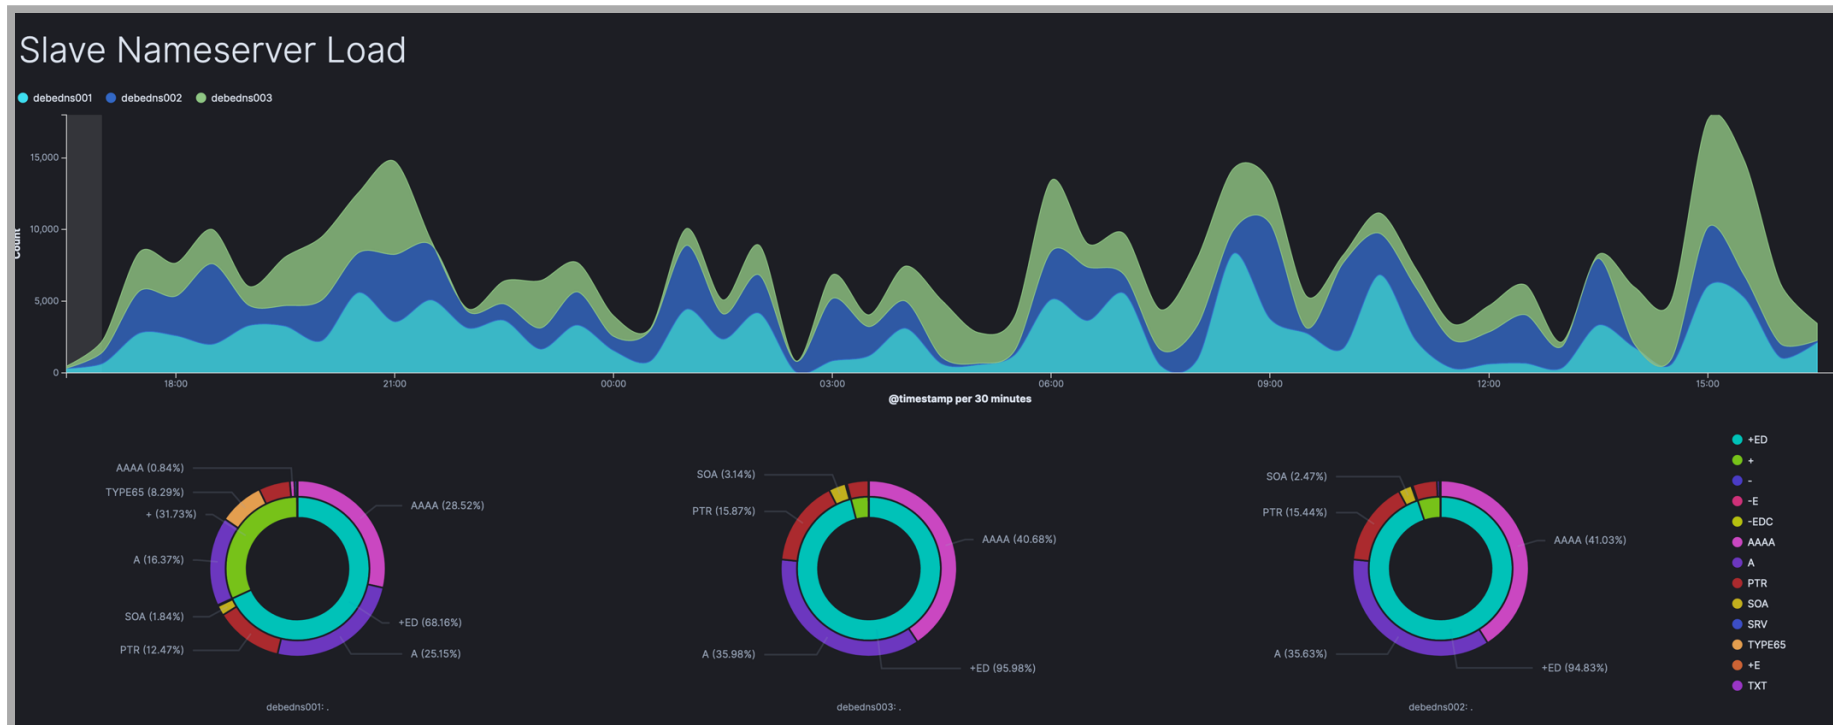 Slave Nameserver Load
debedns001 debedns002 debedns003
15,000
10,000
5,000
0
Count
18:00 21:00 00:00 03:00 06:00 09:00 12:00 15:00
@timestamp per 30 minutes
AAAA (0.84%)
TYPE65 (8.29%)
+ (31.73%)
A (16.37%)
SOA (1.84%)
PTR (12.47%)
AAAA (28.52%)
+ED (68.16%)
A (25.15%)
debedns001: .
SOA (3.14%)
PTR (15.87%)
A (35.98%)
AAAA (40.68%)
+ED (95.98%)
debedns003: .
SOA (2.47%)
PTR (15.44%)
A (35.63%)
AAAA (41.03%)
+ED (94.83%)
debedns002: .
+ED
+
-
-E
-EDC
AAAA
A
PTR
SOA
SRV
TYPE65
+E
TXT